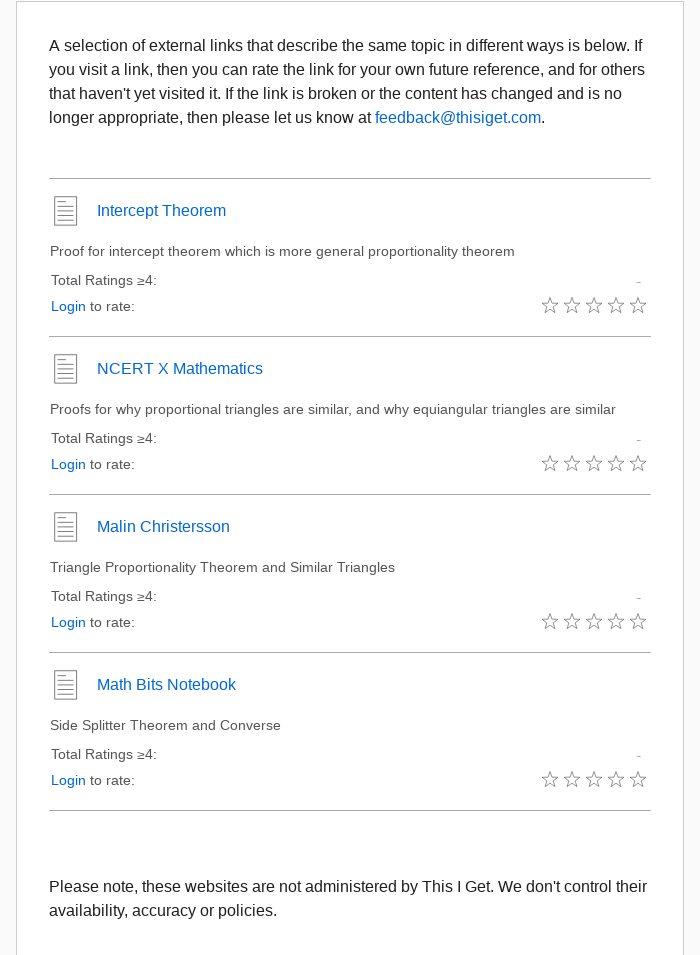 A selection of external links that describe the same topic in different ways is below. If
you visit a link, then you can rate the link for your own future reference, and for others
that haven't yet visited it. If the link is broken or the content has changed and is no
longer appropriate, then please let us know at feedback@thisiget.com.
Intercept Theorem
Proof for intercept theorem which is more general proportionality theorem
Total Ratings ≥4:
-
Login to rate:
NCERT X Mathematics
Proofs for why proportional triangles are similar, and why equiangular triangles are similar
Total Ratings ≥4:
-
Login to rate:
Malin Christersson
Triangle Proportionality Theorem and Similar Triangles
Total Ratings ≥4:
-
Login to rate:
Math Bits Notebook
Side Splitter Theorem and Converse
Total Ratings ≥4:
-
Login to rate:
Please note, these websites are not administered by This I Get. We don't control their
availability, accuracy or policies.